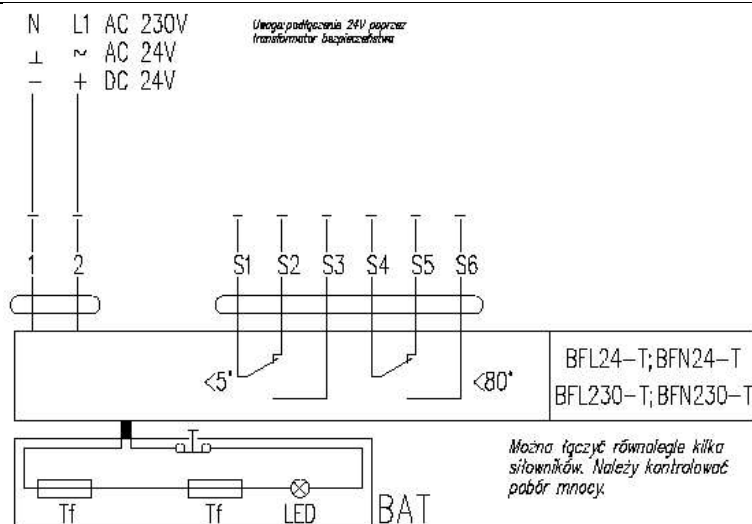 N L1 AC 230V
⊥ ~ AC 24V
− + DC 24V
Uwaga:podłączenie 24V poprzez
transformator bezpieczeństwa
1 2 S1 S2 S3 S4 S5 S6
<5° <80°
BFL24-T;BFN24-T
BFL230-T;BFN230-T
Można łączyć równolegle kilka
siłowników. Należy kontrolować
pobór mnocy.
Tf Tf LED BAT